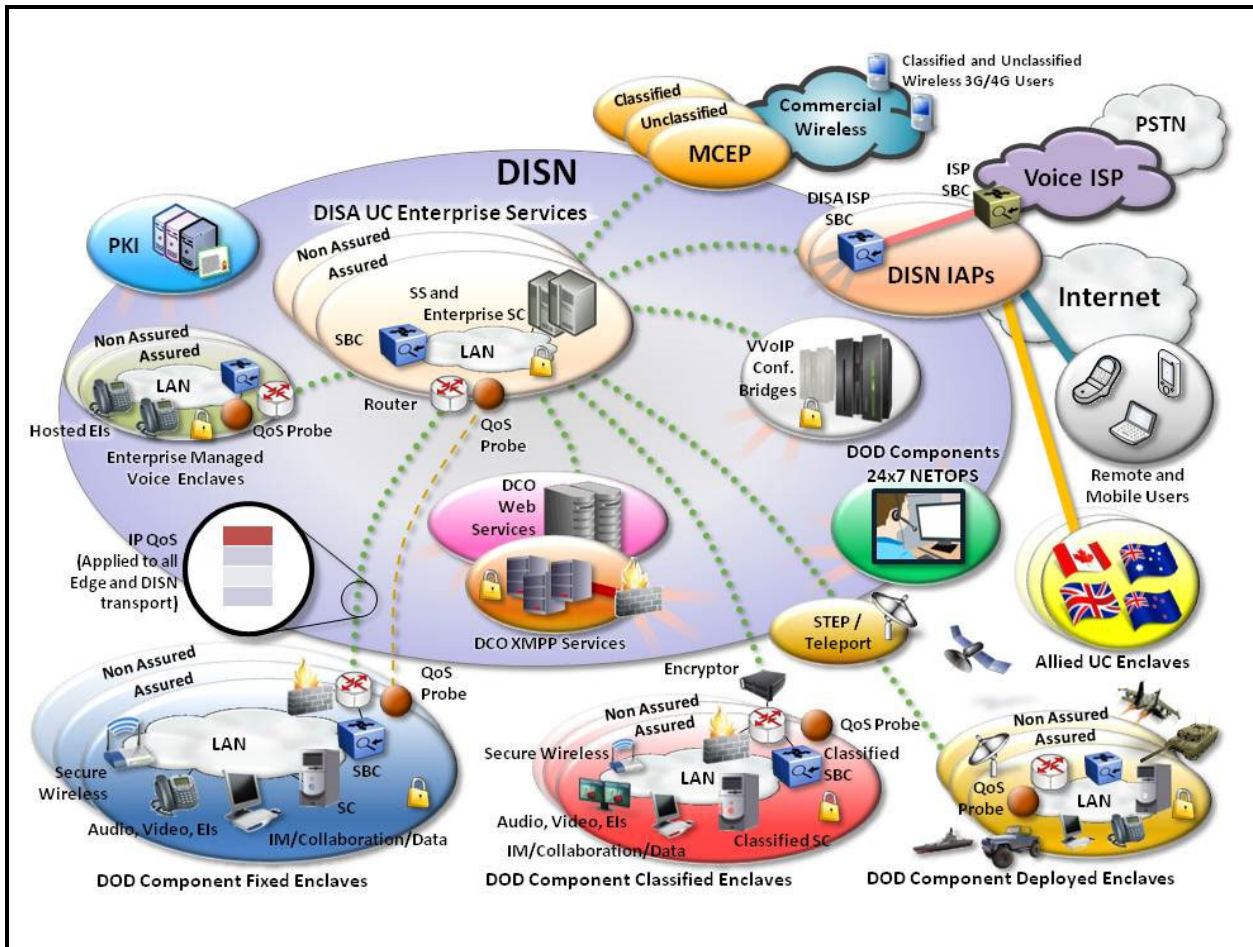 Classified and Unclassified
Wireless 3G/4G Users
Classified
Unclassified
MCEP
Commercial
Wireless
PSTN
ISP
SBC
Voice ISP
DISN
DISA UC Enterprise Services
DISA ISP
SBC
DISN IAPs
PKI
Non Assured
Assured
SS and
Enterprise SC
SBC
LAN
Internet
Non Assured
Assured
LAN
VVoIP
Conf.
Bridges
Router
QoS
Probe
Hosted EIs
QoS Probe
Enterprise Managed
Voice Enclaves
DOD Components
24x7 NETOPS
Remote and
Mobile Users
DCO
Web
Services
IP QoS
(Applied to all
Edge and DISN
transport)
DCO XMPP Services
STEP /
Teleport
Allied UC Enclaves
Non Assured
Assured
QoS
Probe
LAN
SBC
Secure
Wireless
SC
Audio, Video, EIs
IM/Collaboration/Data
DOD Component Fixed Enclaves
Encryptor
Non Assured
Assured
QoS Probe
Secure Wireless
LAN
Classified
SBC
Audio, Video, EIs
Classified SC
IM/Collaboration/Data
DOD Component Classified Enclaves
Non Assured
Assured
QoS
Probe
LAN
DOD Component Deployed Enclaves